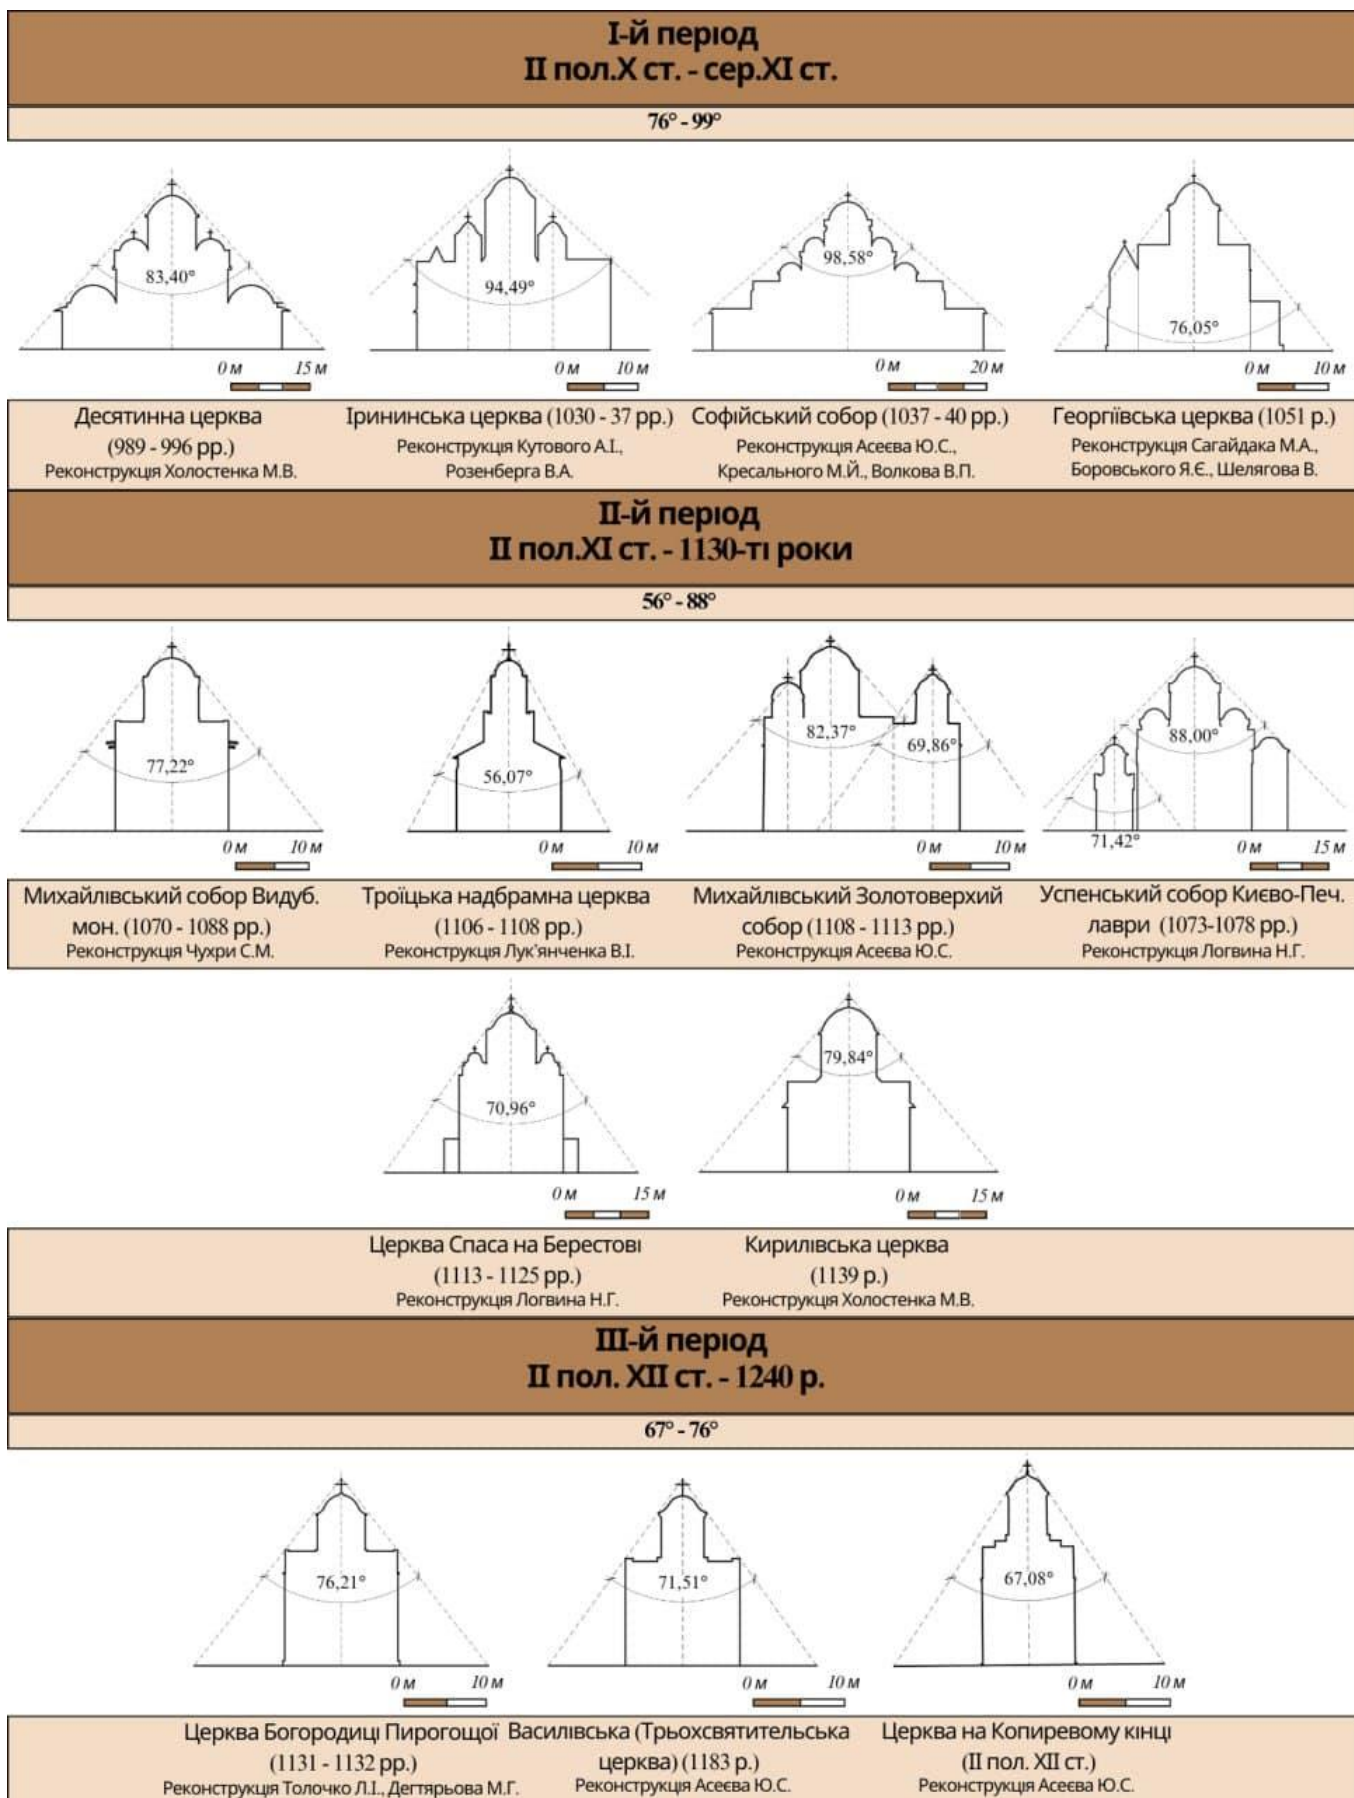 І-й період
ІІ пол.Х ст. - сер.ХІ ст.
76° - 99°
83,40°
94,49°
98,58°
76,05°
0 м 15 м
0 м 10 м
0 м 20 м
0 м 10 м
Десятинна церква
(989 - 996 рр.)
Реконструкція Холостенка М.В.
Ірининська церква (1030 - 37 рр.)
Реконструкція Кутового А.І.,
Розенберга В.А.
Софійський собор (1037 - 40 рр.)
Реконструкція Асеєва Ю.С.,
Кресального М.Й., Волкова В.П.
Георгіївська церква (1051 р.)
Реконструкція Сагайдака М.А.,
Боровського Я.Є., Шелягова В.
ІІ-й період
ІІ пол.ХІ ст. - 1130-ті роки
56° - 88°
77,22°
56,07°
82,37°
69,86°
88,00°
71,42°
0 м 10 м
0 м 10 м
0 м 10 м
0 м 15 м
Михайлівський собор Видуб.
мон. (1070 - 1088 рр.)
Реконструкція Чухри С.М.
Троїцька надбрамна церква
(1106 - 1108 рр.)
Реконструкція Лук'янченка В.І.
Михайлівський Золотоверхий
собор (1108 - 1113 рр.)
Реконструкція Асеєва Ю.С.
Успенський собор Києво-Печ.
лаври (1073-1078 рр.)
Реконструкція Логвина Н.Г.
70,96°
79,84°
0 м 15 м
0 м 15 м
Церква Спаса на Берестові
(1113 - 1125 рр.)
Реконструкція Логвина Н.Г.
Кирилівська церква
(1139 р.)
Реконструкція Холостенка М.В.
ІІІ-й період
ІІ пол. ХІІ ст. - 1240 р.
67° - 76°
76,21°
71,51°
67,08°
0 м 10 м
0 м 10 м
0 м 10 м
Церква Богородиці Пирогощої
(1131 - 1132 рр.)
Реконструкція Толочко Л.І., Дегтярьова М.Г.
Василівська (Трьохсвятительська
церква) (1183 р.)
Реконструкція Асеєва Ю.С.
Церква на Копиревому кінці
(ІІ пол. ХІІ ст.)
Реконструкція Асеєва Ю.С.